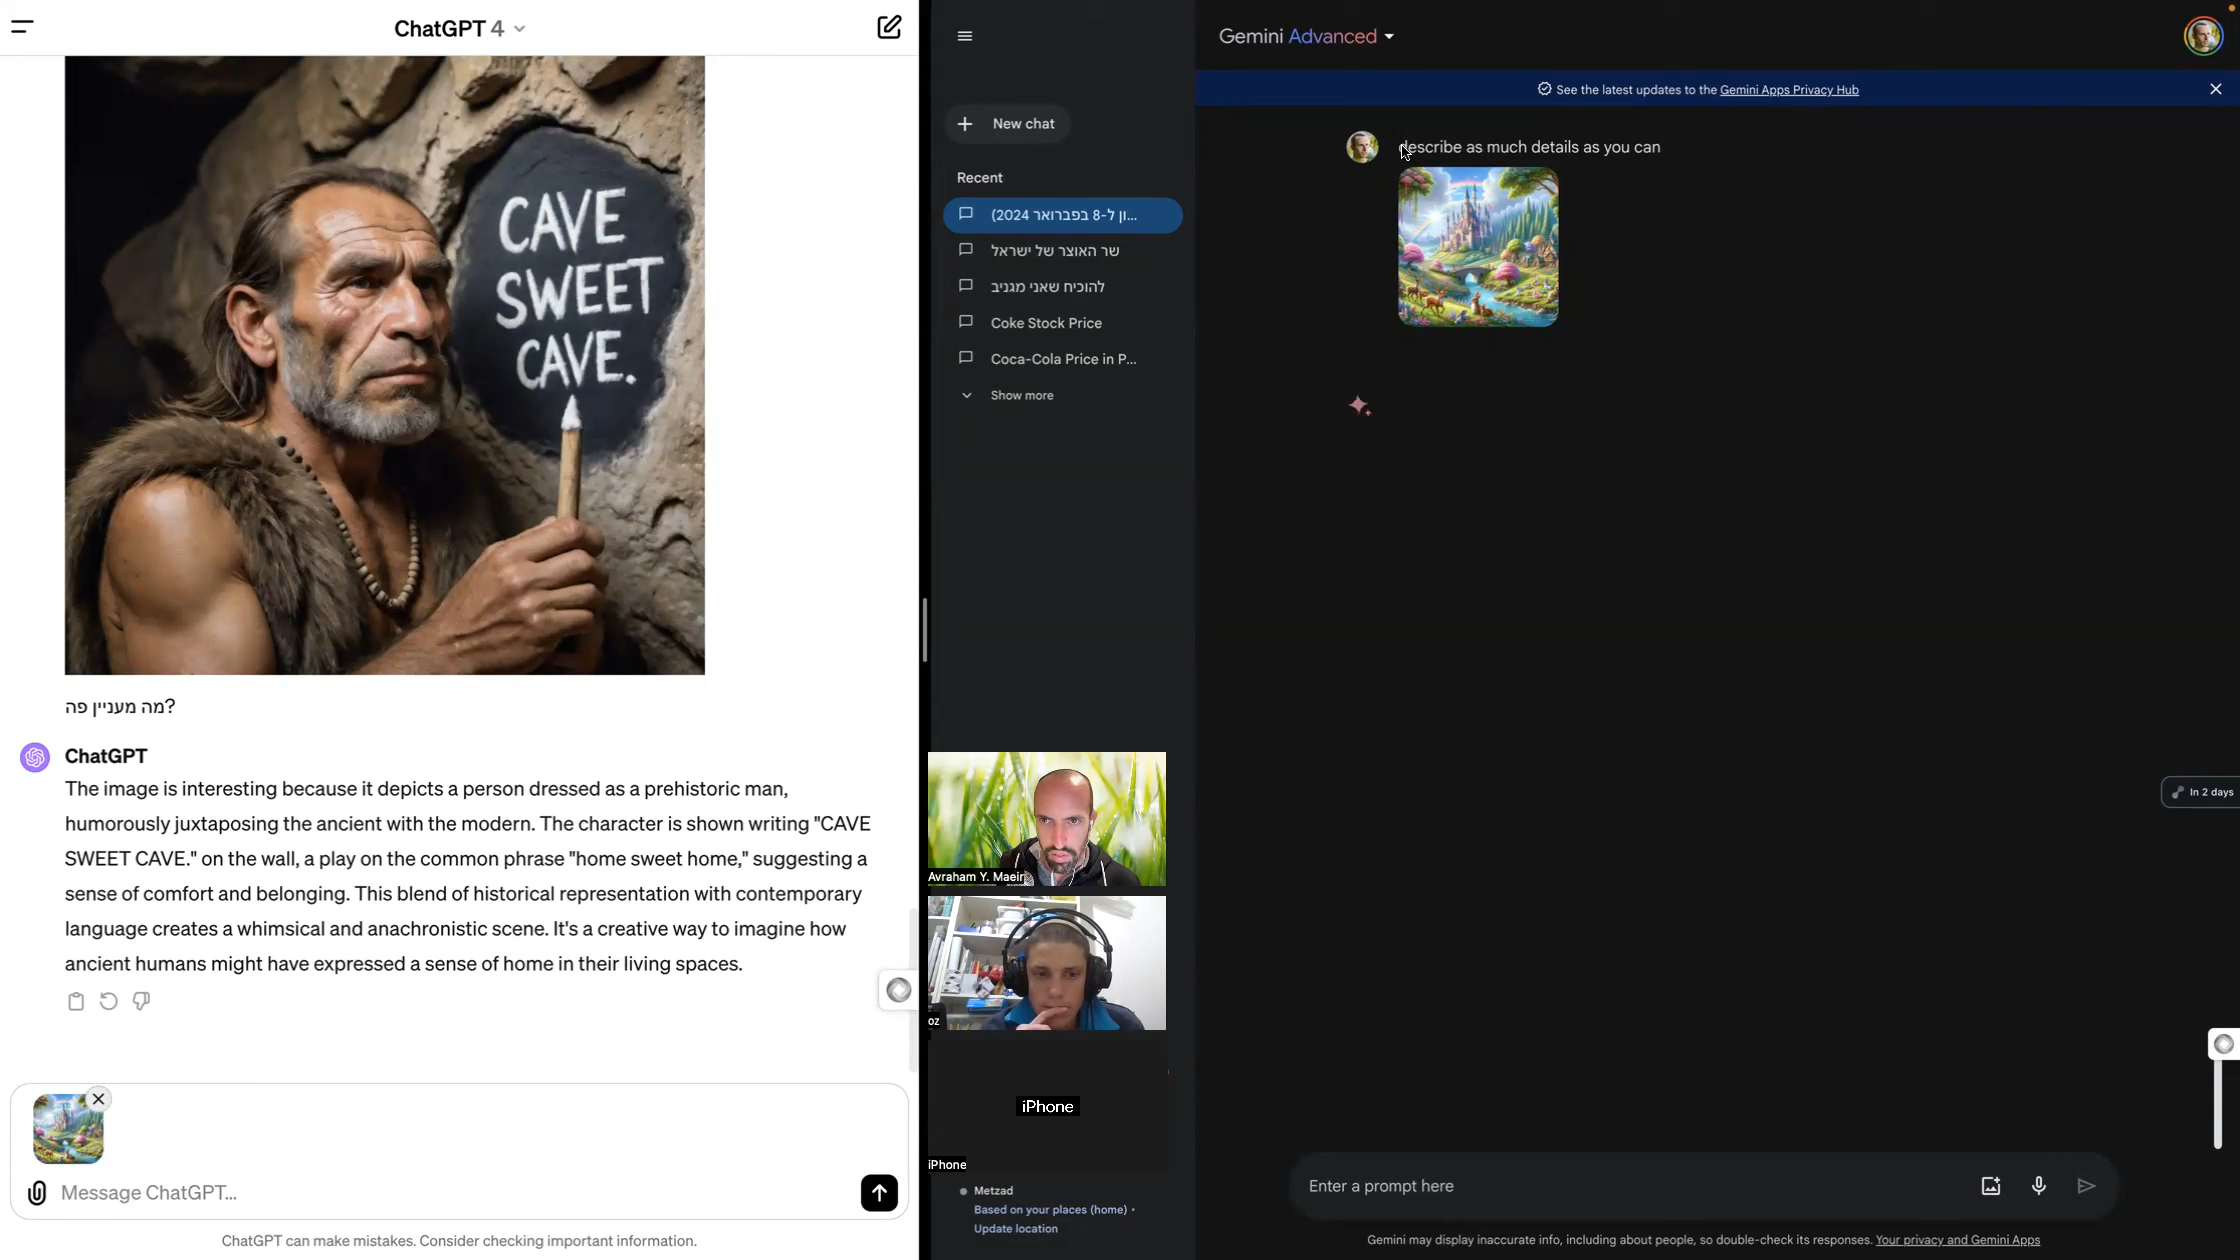 ChatGPT 4
CAVE
SWEET
CAVE.
מה מעניין פה?
ChatGPT
The image is interesting because it depicts a person dressed as a prehistoric man,
humorously juxtaposing the ancient with the modern. The character is shown writing "CAVE
SWEET CAVE." on the wall, a play on the common phrase "home sweet home," suggesting a
sense of comfort and belonging. This blend of historical representation with contemporary
language creates a whimsical and anachronistic scene. It's a creative way to imagine how
ancient humans might have expressed a sense of home in their living spaces.
Message ChatGPT...
ChatGPT can make mistakes. Consider checking important information.
New chat
Recent
(2024 ון ל-8 בפברואר...
שר האוצר של ישראל
להוכיח שאני מגניב
Coke Stock Price
Coca-Cola Price in P...
Show more
Avraham Y. Maein
oz
iPhone
iPhone
Metzad
Based on your places (home) •
Update location
Gemini Advanced
See the latest updates to the Gemini Apps Privacy Hub
describe as much details as you can
In 2 days
Enter a prompt here
Gemini may display inaccurate info, including about people, so double-check its responses. Your privacy and Gemini Apps